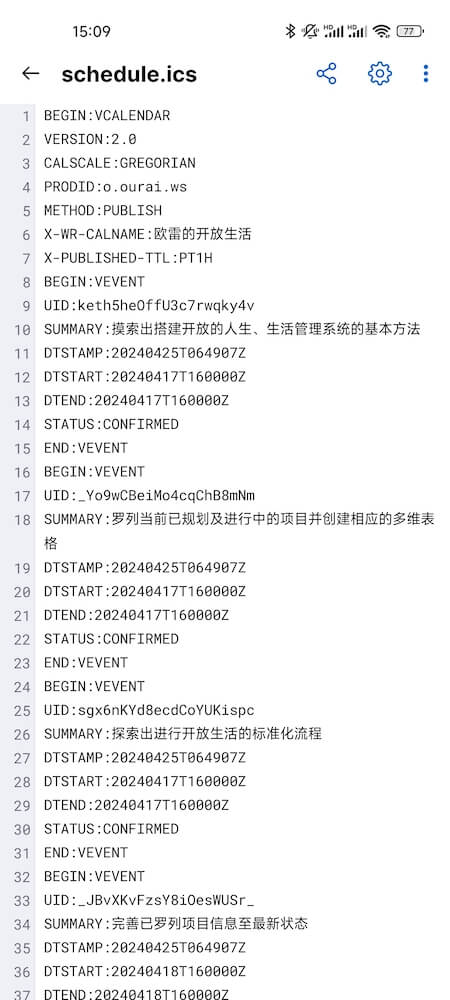 15:09
HD HD 77
schedule.ics
1 BEGIN:VCALENDAR
2 VERSION:2.0
3 CALSCALE:GREGORIAN
4 PRODID:o.ourai.ws
5 METHOD:PUBLISH
6 X-WR-CALNAME:欧雷的开放生活
7 X-PUBLISHED-TTL:PT1H
8 BEGIN:VEVENT
9 UID:keth5heOffU3c7rwqky4v
10 SUMMARY:摸索出搭建开放的人生、生活管理系统的基本方法
11 DTSTAMP:20240425T064907Z
12 DTSTART:20240417T160000Z
13 DTEND:20240417T160000Z
14 STATUS:CONFIRMED
15 END:VEVENT
16 BEGIN:VEVENT
17 UID:_Yo9wCBeiMo4cqChB8mNm
18 SUMMARY:罗列当前已规划及进行中的项目并创建相应的多维表
格
19 DTSTAMP:20240425T064907Z
20 DTSTART:20240417T160000Z
21 DTEND:20240417T160000Z
22 STATUS:CONFIRMED
23 END:VEVENT
24 BEGIN:VEVENT
25 UID:sgx6nKYd8ecdCoYUKispc
26 SUMMARY:探索出进行开放生活的标准化流程
27 DTSTAMP:20240425T064907Z
28 DTSTART:20240417T160000Z
29 DTEND:20240417T160000Z
30 STATUS:CONFIRMED
31 END:VEVENT
32 BEGIN:VEVENT
33 UID:_JBvXKvFzsY8iOesWUSr_
34 SUMMARY:完善已罗列项目信息至最新状态
35 DTSTAMP:20240425T064907Z
36 DTSTART:20240418T160000Z
37 DTEND:20240418T160000Z